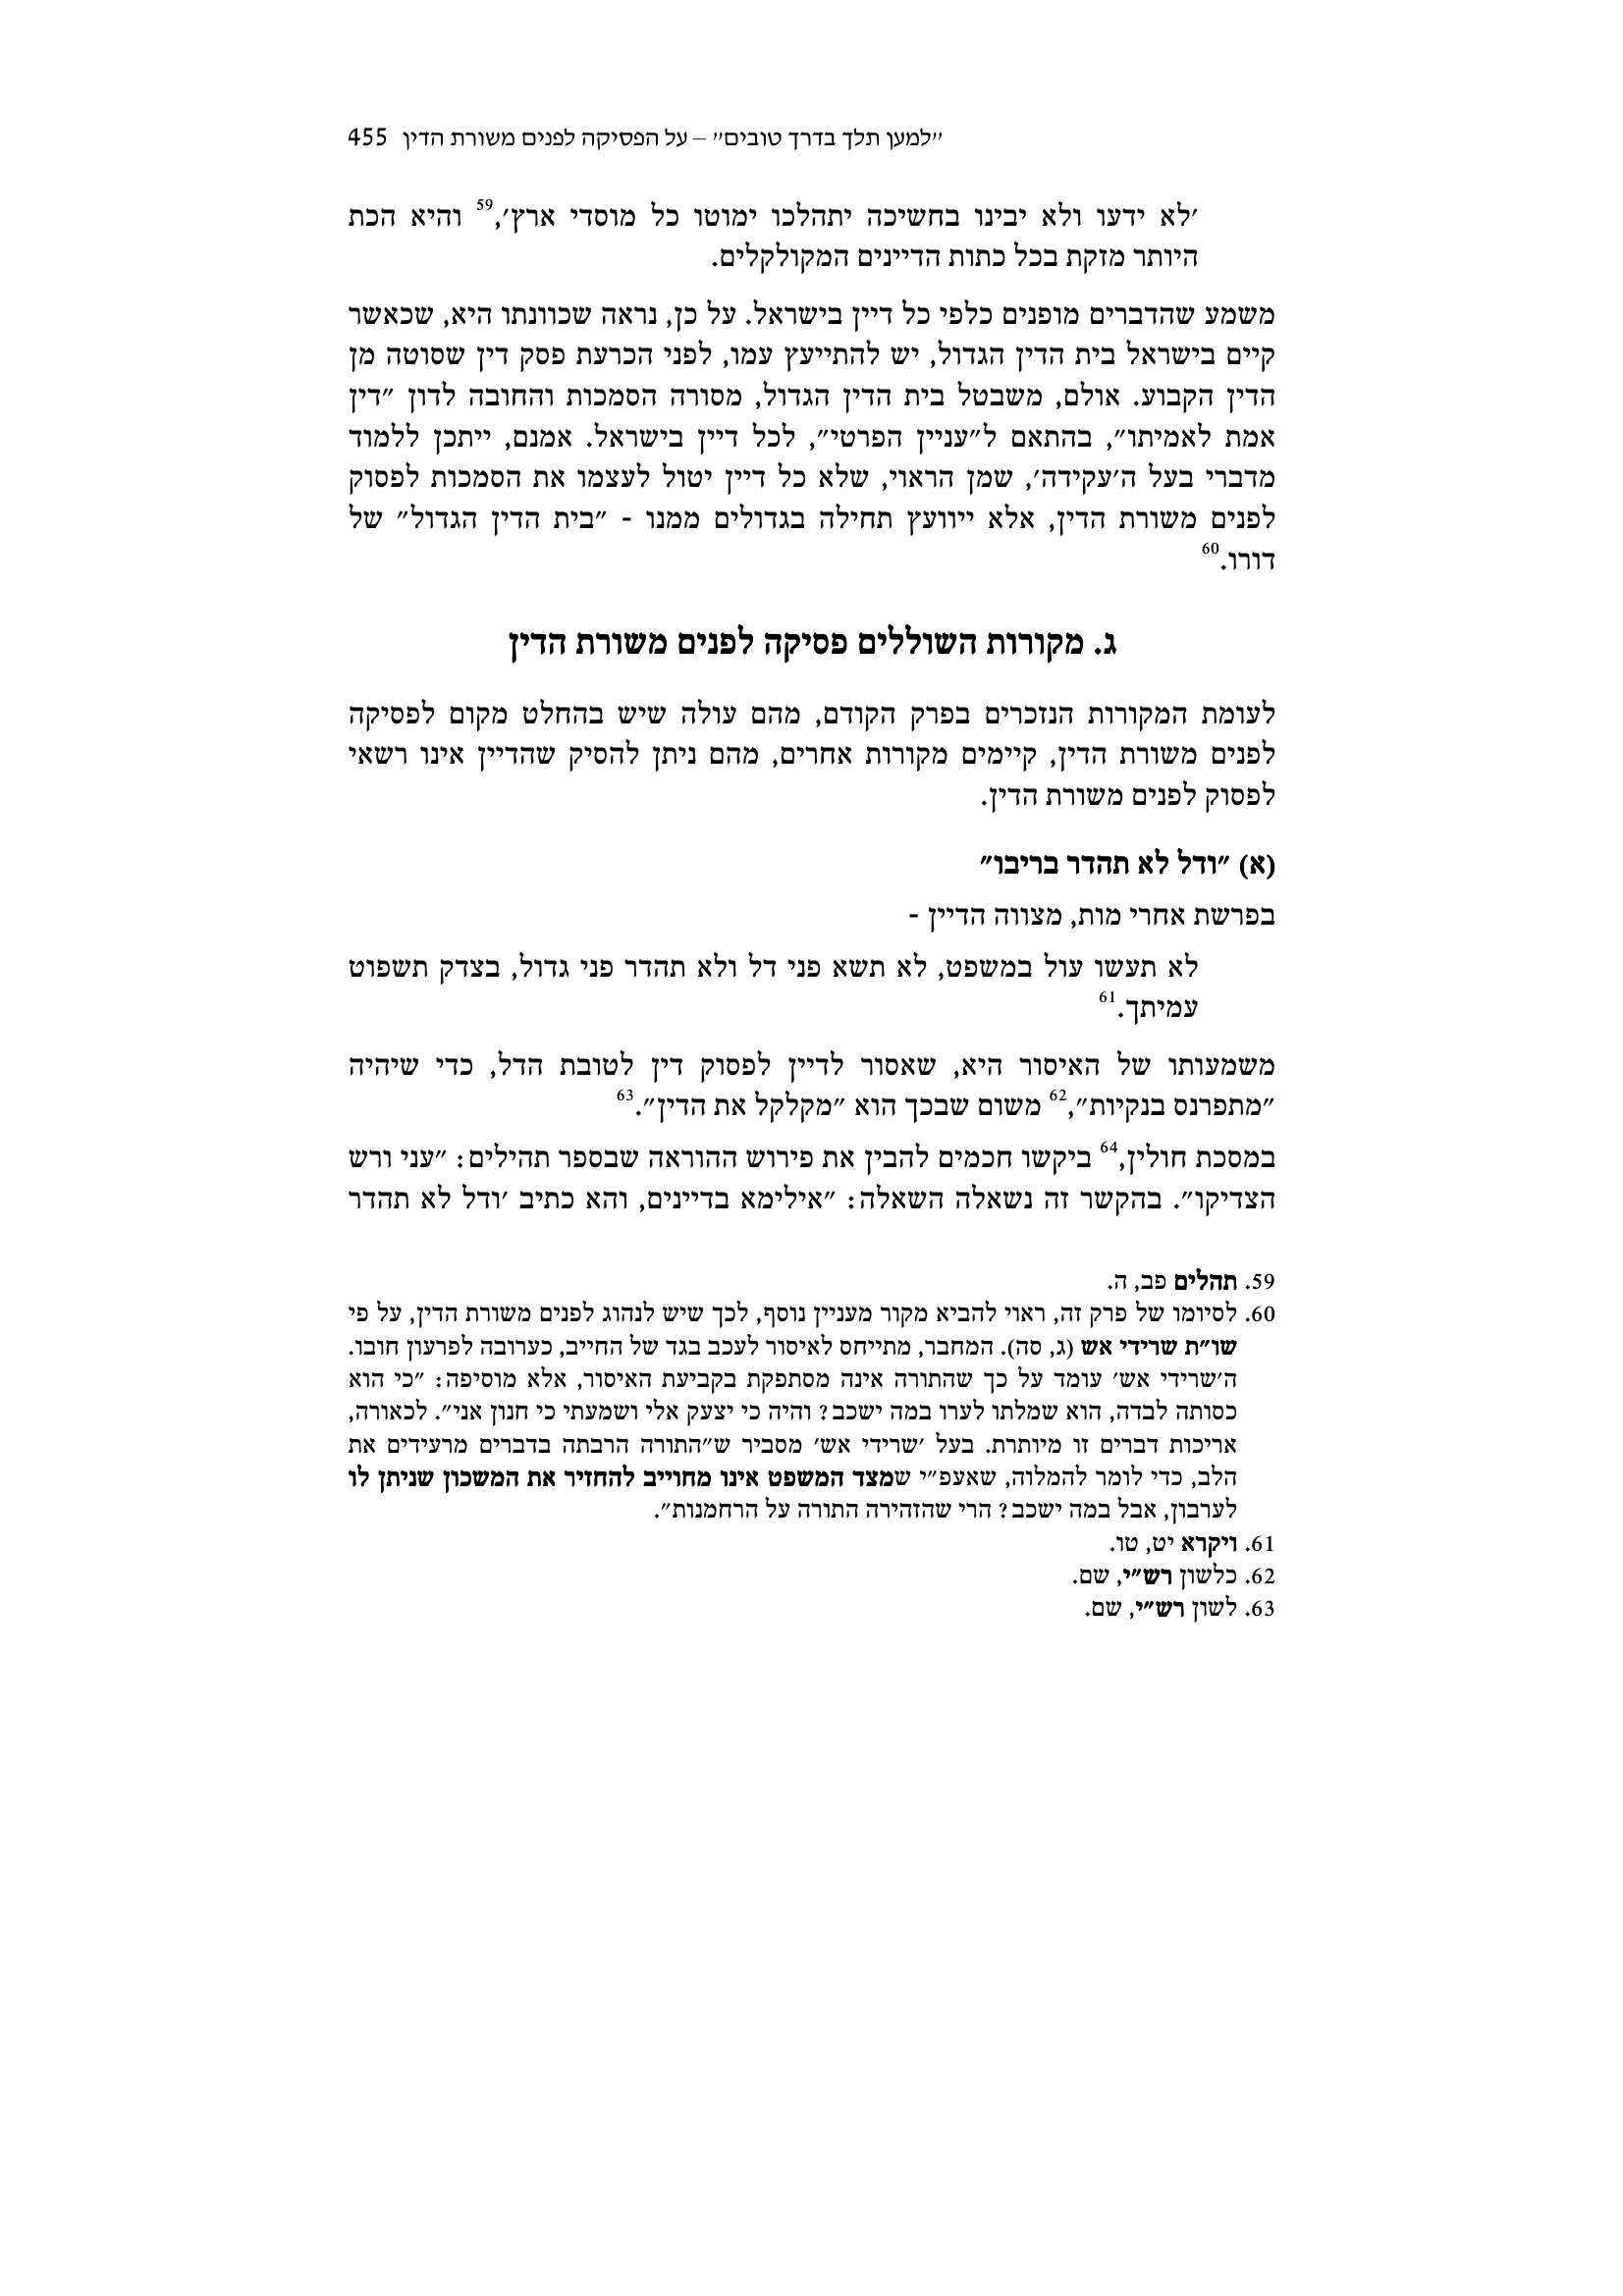 "למען תלך בדרך טובים" – על הפסיקה לפנים משורת הדין 455
'לא ידעו ולא יבינו בחשיכה יתהלכו ימוטו כל מוסדי ארץ',59 והיא הכת
היותר מזקת בכל כתות הדיינים המקולקלים.
משמע שהדברים מופנים כלפי כל דיין בישראל. על כן, נראה שכוונתו היא, שכאשר
קיים בישראל בית הדין הגדול, יש להתייעץ עמו, לפני הכרעת פסק דין שסוטה מן
הדין הקבוע. אולם, משבטל בית הדין הגדול, מסורה הסמכות והחובה לדון "דין
אמת לאמיתו", בהתאם ל"עניין הפרטי", לכל דיין בישראל. אמנם, ייתכן ללמוד
מדברי בעל ה'עקידה', שמן הראוי, שלא כל דיין יטול לעצמו את הסמכות לפסוק
לפנים משורת הדין, אלא ייוועץ תחילה בגדולים ממנו - "בית הדין הגדול" של
דורו.60
ג. מקורות השוללים פסיקה לפנים משורת הדין
לעומת המקורות הנזכרים בפרק הקודם, מהם עולה שיש בהחלט מקום לפסיקה
לפנים משורת הדין, קיימים מקורות אחרים, מהם ניתן להסיק שהדיין אינו רשאי
לפסוק לפנים משורת הדין.
(א) "ודל לא תהדר בריבו"
בפרשת אחרי מות, מצווה הדיין -
לא תעשו עול במשפט, לא תשא פני דל ולא תהדר פני גדול, בצדק תשפוט
עמיתך.61
משמעותו של האיסור היא, שאסור לדיין לפסוק דין לטובת הדל, כדי שיהיה
"מתפרנס בנקיות",62 משום שבכך הוא "מקלקל את הדין".63
במסכת חולין,64 ביקשו חכמים להבין את פירוש ההוראה שבספר תהילים: "עני ורש
הצדיקו". בהקשר זה נשאלה השאלה: "אילימא בדיינים, והא כתיב 'ודל לא תהדר
59. תהלים פב, ה.
60. לסיומו של פרק זה, ראוי להביא מקור מעניין נוסף, לכך שיש לנהוג לפנים משורת הדין, על פי
שו"ת שרידי אש (ג, סה). המחבר, מתייחס לאיסור לעכב בגד של החייב, כערובה לפרעון חובו.
ה'שרידי אש' עומד על כך שהתורה אינה מסתפקת בקביעת האיסור, אלא מוסיפה: "כי הוא
כסותה לבדה, הוא שמלתו לערו במה ישכב? והיה כי יצעק אלי ושמעתי כי חנון אני". לכאורה,
אריכות דברים זו מיותרת. בעל 'שרידי אש' מסביר ש"התורה הרבתה בדברים מרעידים את
הלב, כדי לומר להמלוה, שאעפ"י שמצד המשפט אינו מחוייב להחזיר את המשכון שניתן לו
לערבון, אבל במה ישכב? הרי שהזהירה התורה על הרחמנות".
61. ויקרא יט, טו.
62. כלשון רש"י, שם.
63. לשון רש"י, שם.